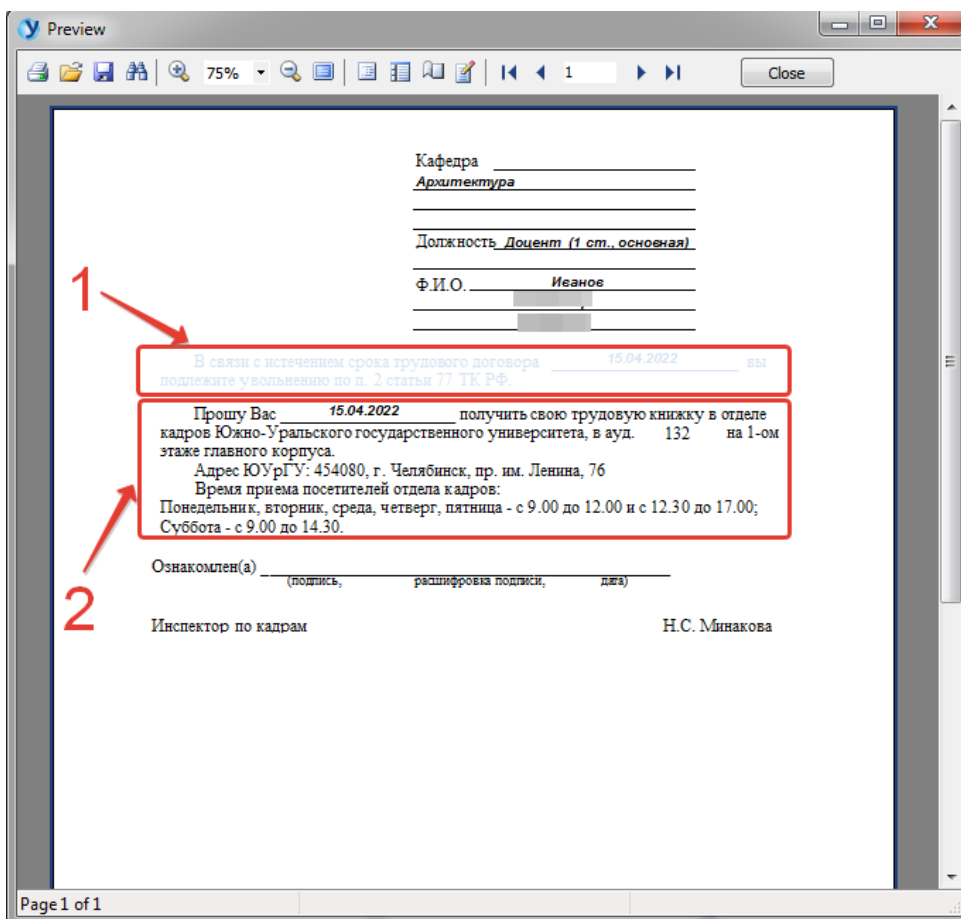 Preview
75%
1
Close
Кафедра
Архитектура
Должность Доцент (1 ст., основная)
Ф.И.О. Иванов
1
В связи с истечением срока трудового договора 15.04.2022 вы
подлежите увольнению по п. 2 статьи 77 ТК РФ.
Прошу Вас 15.04.2022 получить свою трудовую книжку в отделе
кадров Южно-Уральского государственного университета, в ауд. 132 на 1-ом
этаже главного корпуса.
Адрес ЮУрГУ: 454080, г. Челябинск, пр. им. Ленина, 76
Время приема посетителей отдела кадров:
Понедельник, вторник, среда, четверг, пятница - с 9.00 до 12.00 и с 12.30 до 17.00;
Суббота - с 9.00 до 14.30.
2
Ознакомлен(а)
(подпись, расшифровка подписи, дата)
Инспектор по кадрам Н.С. Минакова
Page 1 of 1